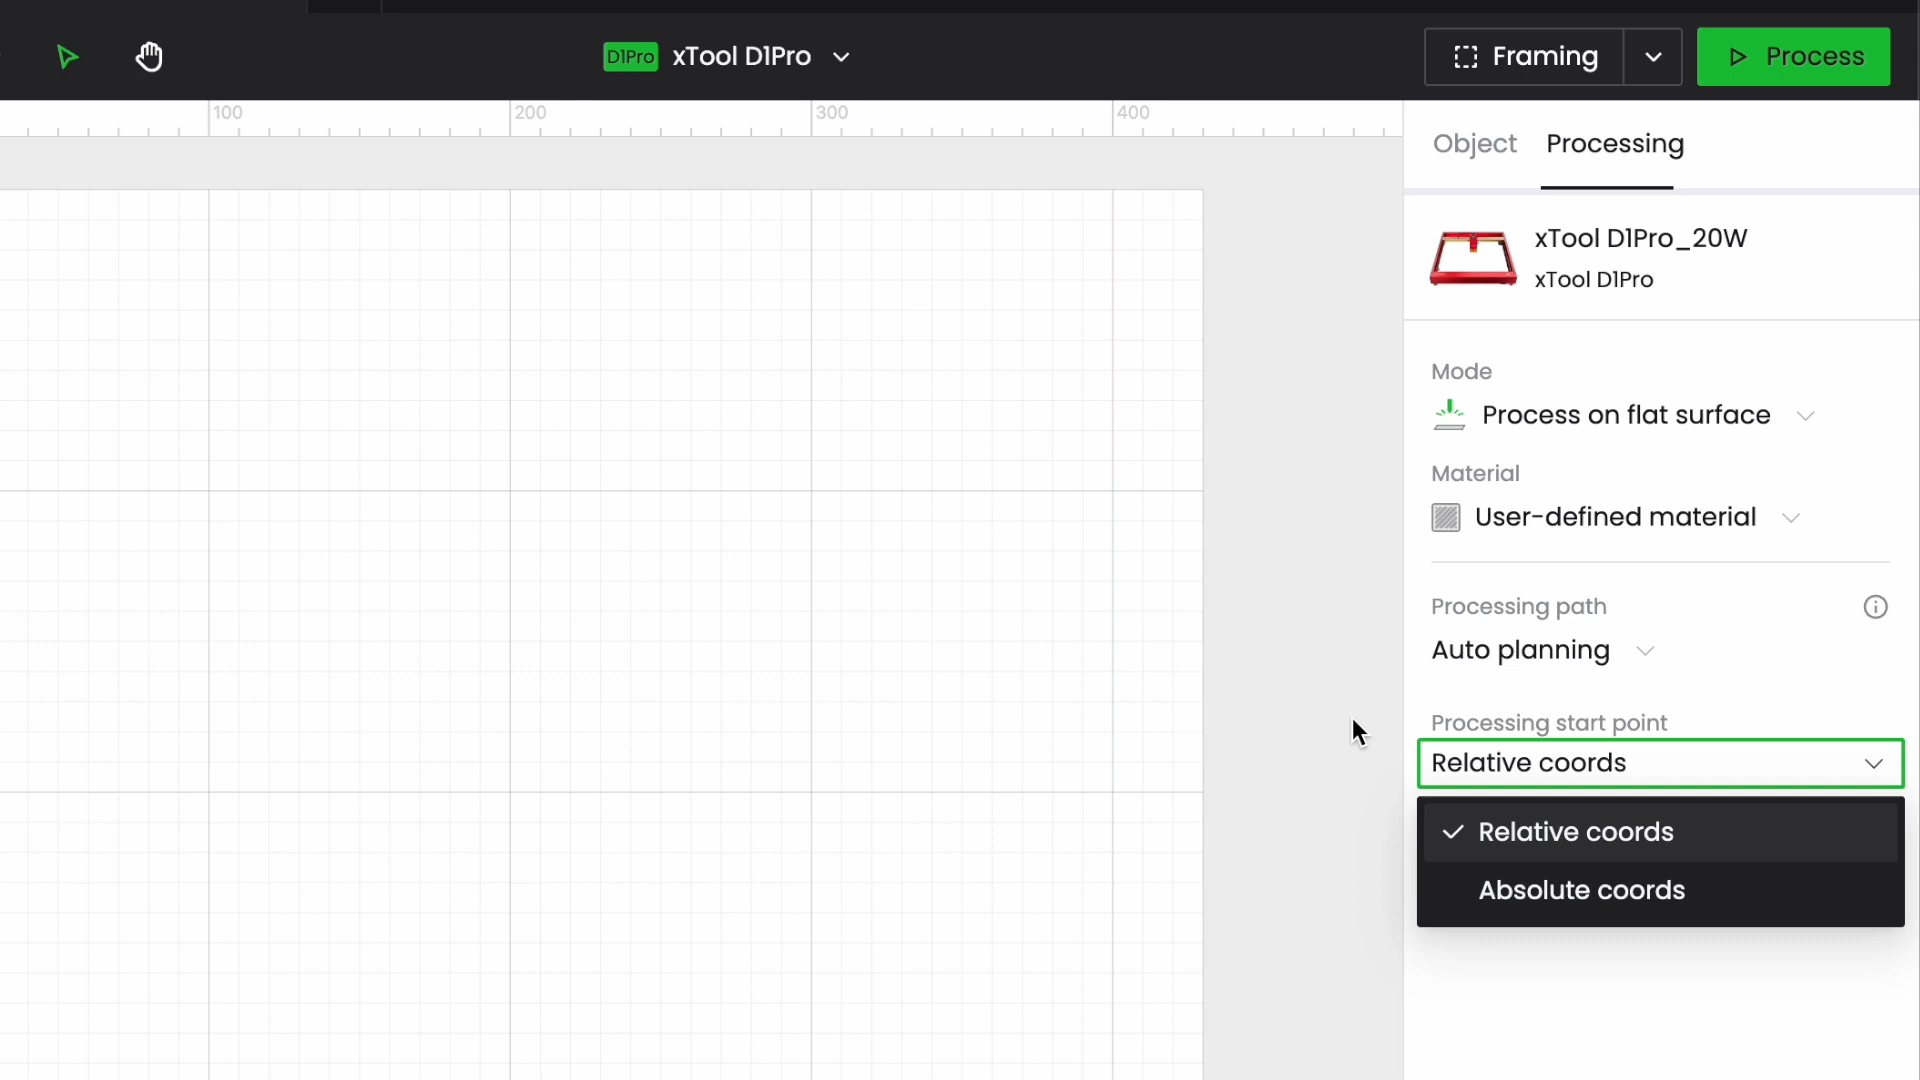 D1Pro xTool D1Pro
Framing
Process
100 200 300 400
Object Processing
xTool D1Pro_20W
xTool D1Pro
Mode
Process on flat surface
Material
User-defined material
Processing path
Auto planning
Processing start point
Relative coords
Relative coords
Absolute coords